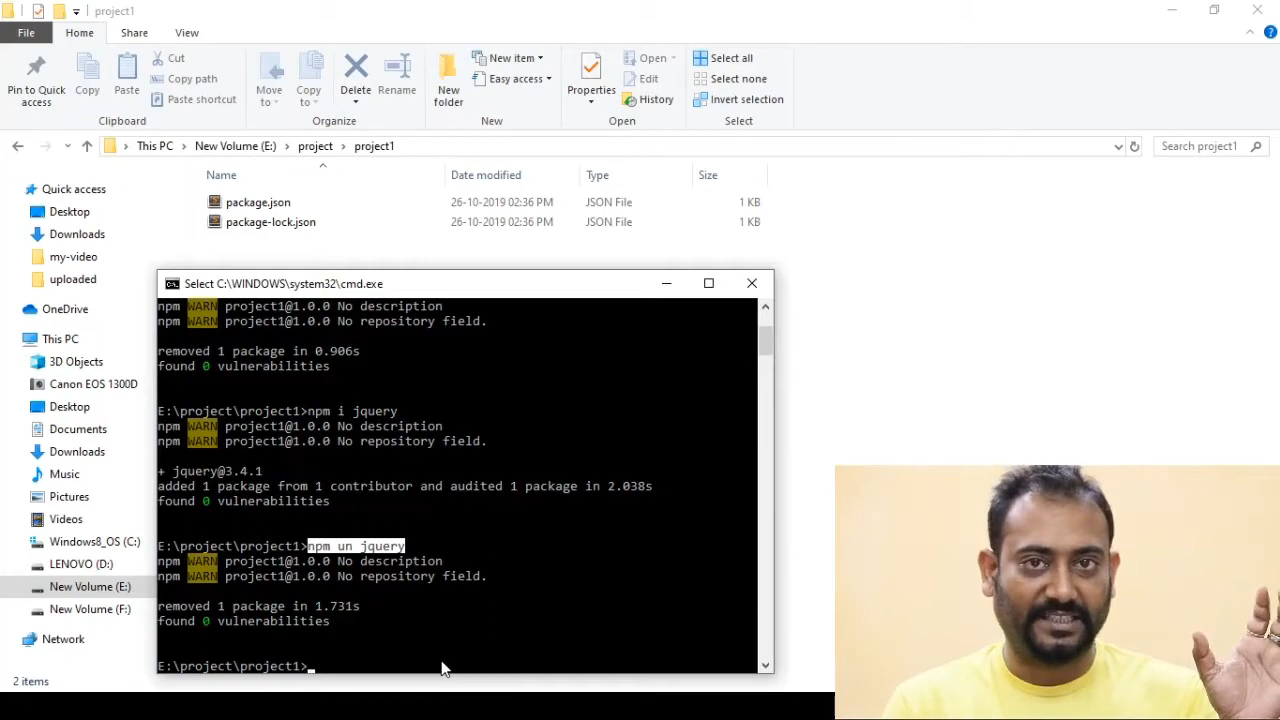 project1
File Home Share View
Pin to Quick access
Copy
Paste
Cut
Copy path
Paste shortcut
Clipboard
Move to
Copy to
Delete
Rename
Organize
New folder
New item
Easy access
New
Properties
Open
Edit
History
Open
Select all
Select none
Invert selection
Select
This PC New Volume (E:) project project1
Search project1
Name Date modified Type Size
package.json 26-10-2019 02:36 PM JSON File 1 KB
package-lock.json 26-10-2019 02:36 PM JSON File 1 KB
Quick access
Desktop
Downloads
my-video
uploaded
OneDrive
This PC
3D Objects
Canon EOS 1300D
Desktop
Documents
Downloads
Music
Pictures
Videos
Windows8_OS (C:)
LENOVO (D:)
New Volume (E:)
New Volume (F:)
Network
2 items
Select C:\WINDOWS\system32\cmd.exe
npm WARN project1@1.0.0 No description
npm WARN project1@1.0.0 No repository field.
removed 1 package in 0.906s
found 0 vulnerabilities
E:\project\project1>npm i jquery
npm WARN project1@1.0.0 No description
npm WARN project1@1.0.0 No repository field.
+ jquery@3.4.1
added 1 package from 1 contributor and audited 1 package in 2.038s
found 0 vulnerabilities
E:\project\project1>npm un jquery
npm WARN project1@1.0.0 No description
npm WARN project1@1.0.0 No repository field.
removed 1 package in 1.731s
found 0 vulnerabilities
E:\project\project1>